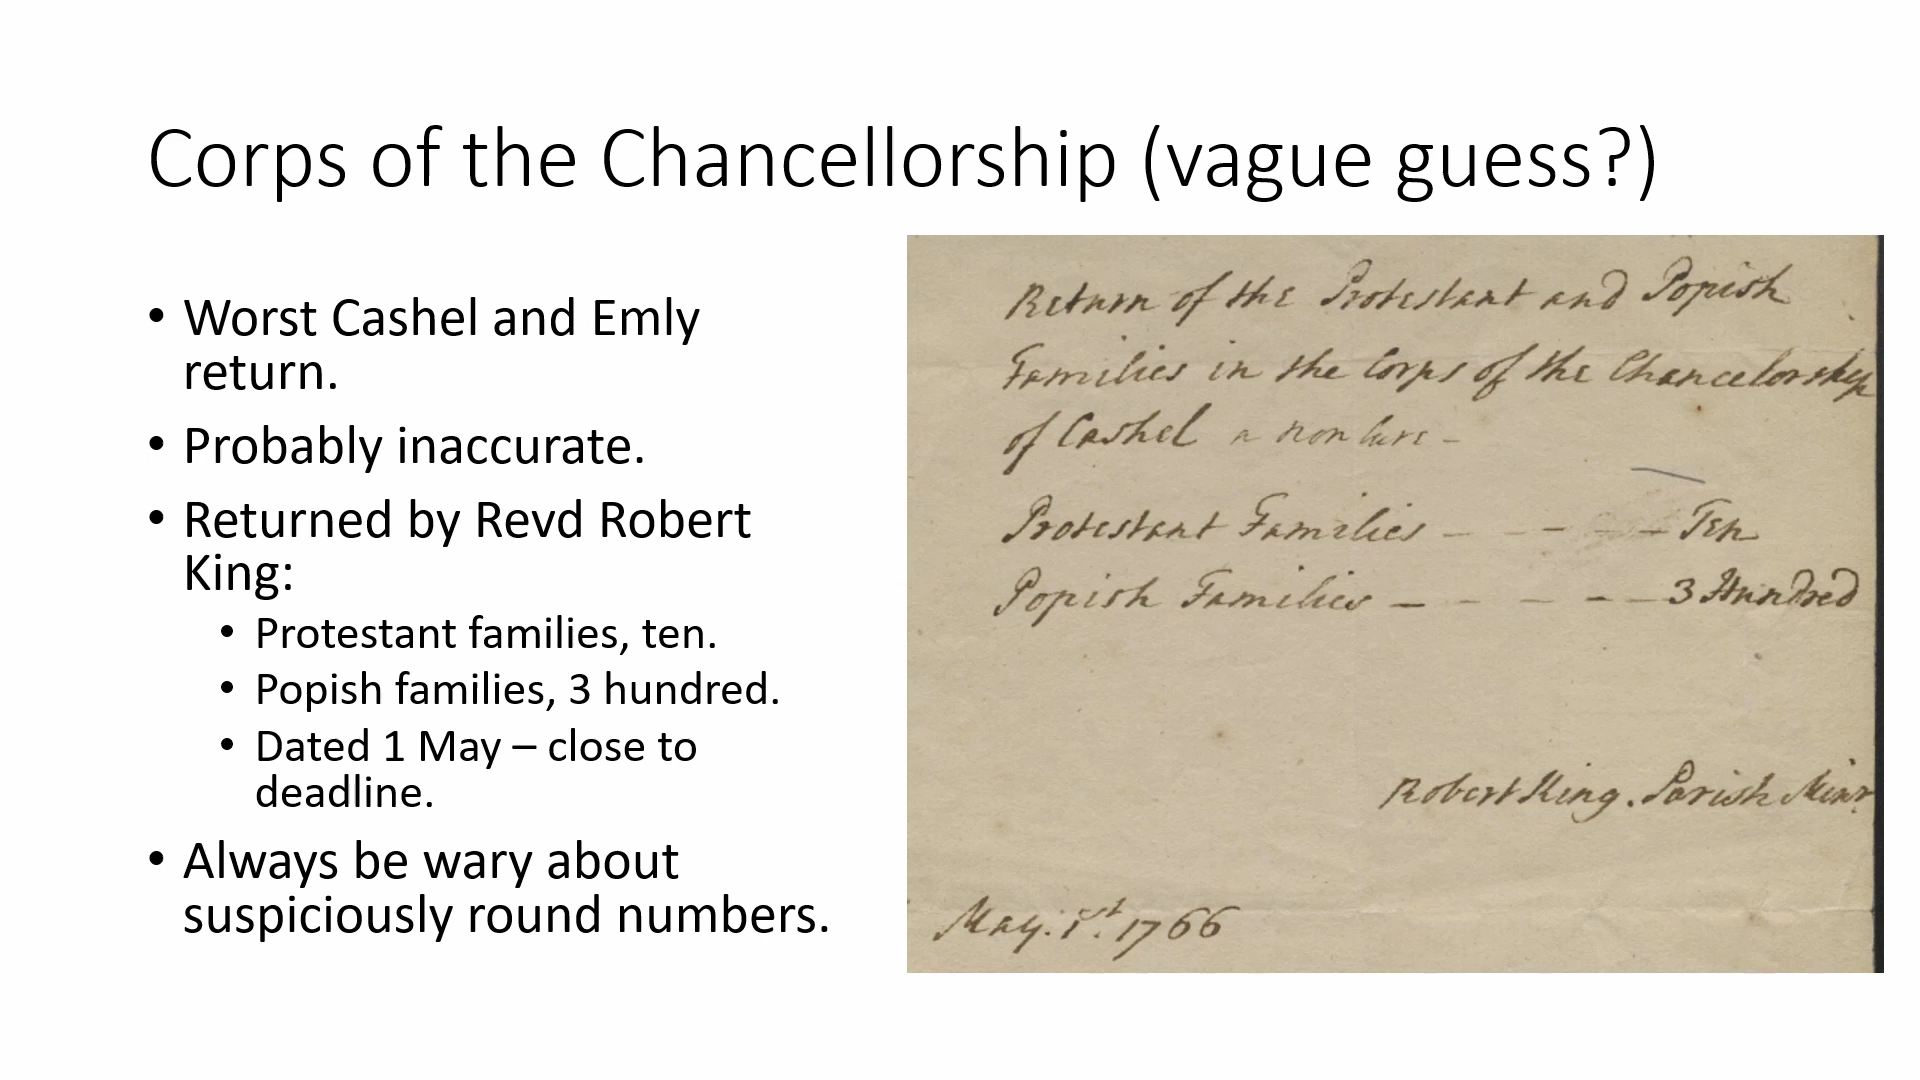 Corps of the Chancellorship (vague guess?)
• Worst Cashel and Emly
return.
• Probably inaccurate.
• Returned by Revd Robert
King:
• Protestant families, ten.
• Popish families, 3 hundred.
• Dated 1 May – close to
deadline.
• Always be wary about
suspiciously round numbers.
Return of the Protestant and Popish
Families in the Corps of the Chancelorship
of Cashel a non Cure -
Protestant Families - - - - Ten
Popish Families - - - - - 3 Hundred
Robert King. Parish Minr
May. 1st. 1766